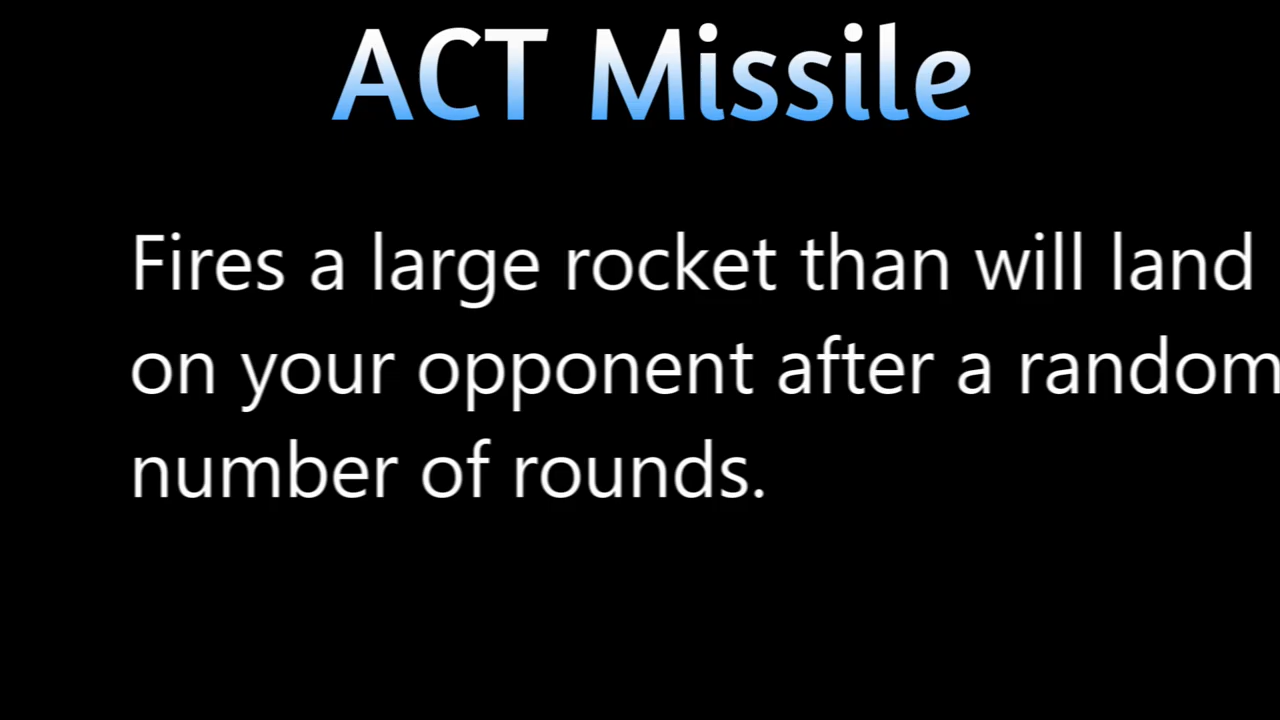 ACT Missile
Fires a large rocket than will land
on your opponent after a random
number of rounds.